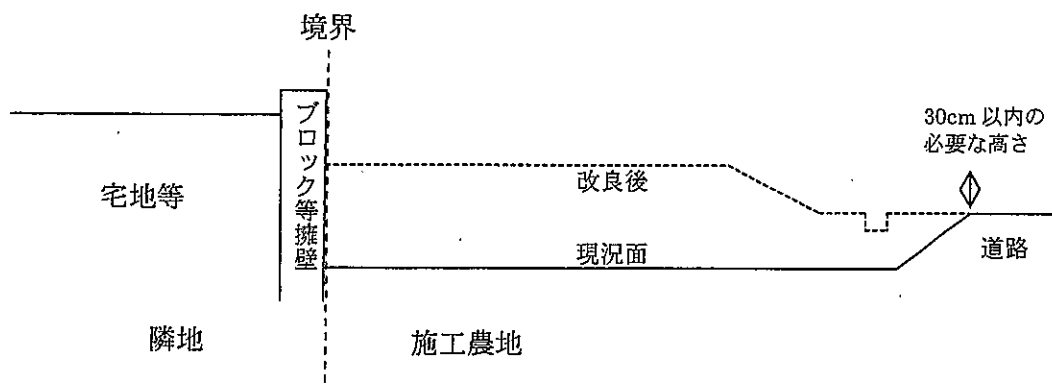 境界
30cm 以内の
必要な高さ
ブロック等擁壁
改良後
宅地等
現況面
道路
隣地
施工農地